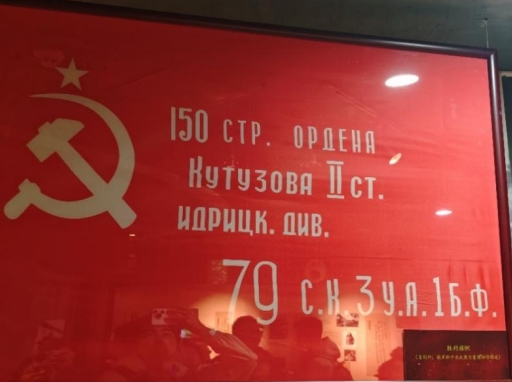 150 СТР. ОРДЕНА
КУТУЗОВА II СТ.
ИДРИЦК. ДИВ.
79 С.К. 3 У.А. 1 Б.Ф.